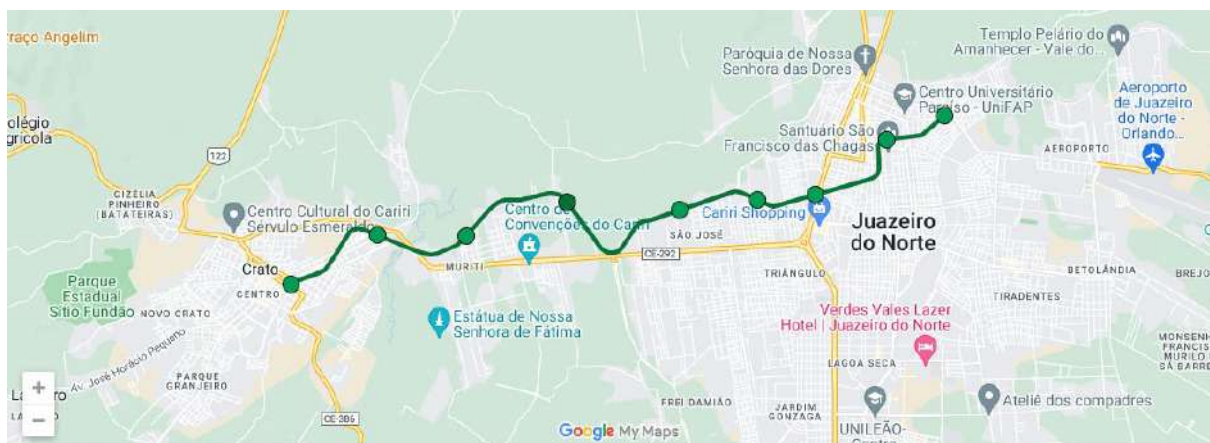 rraço Angelim
olégio
grícola
122
CIZÉLIA
PINHEIRO
(BATATEIRAS)
Centro Cultural do Cariri
Sérvulo Esmeraldo
Crato
CENTRO
Parque
Estadual
Sítio Fundão
NOVO CRATO
Av. José Horácio Pequeno
PARQUE
GRANJEIRO
CE-386
MURITI
Centro de
Convenções do Cariri
Estátua de Nossa
Senhora de Fátima
SÃO JOSÉ
CE-292
Cariri Shopping
Paróquia de Nossa
Senhora das Dores
Santuário São
Francisco das Chagas
Centro Universitário
Paraíso - UniFAP
Templo Pelário do
Amanhecer - Vale do...
Aeroporto
de Juazeiro
do Norte -
Orlando...
AEROPORTO
Juazeiro
do Norte
TRIÂNGULO
BETOLÂNDIA
BREJO
TIRADENTES
Verdes Vales Lazer
Hotel | Juazeiro do Norte
LAGOA SECA
MONSENH
FRANCISC
MURILO D
SÁ BARRE
FREI DAMIÃO
JARDIM
GONZAGA
UNILEÃO-
Ateliê dos compadres
+
−
Google My Maps